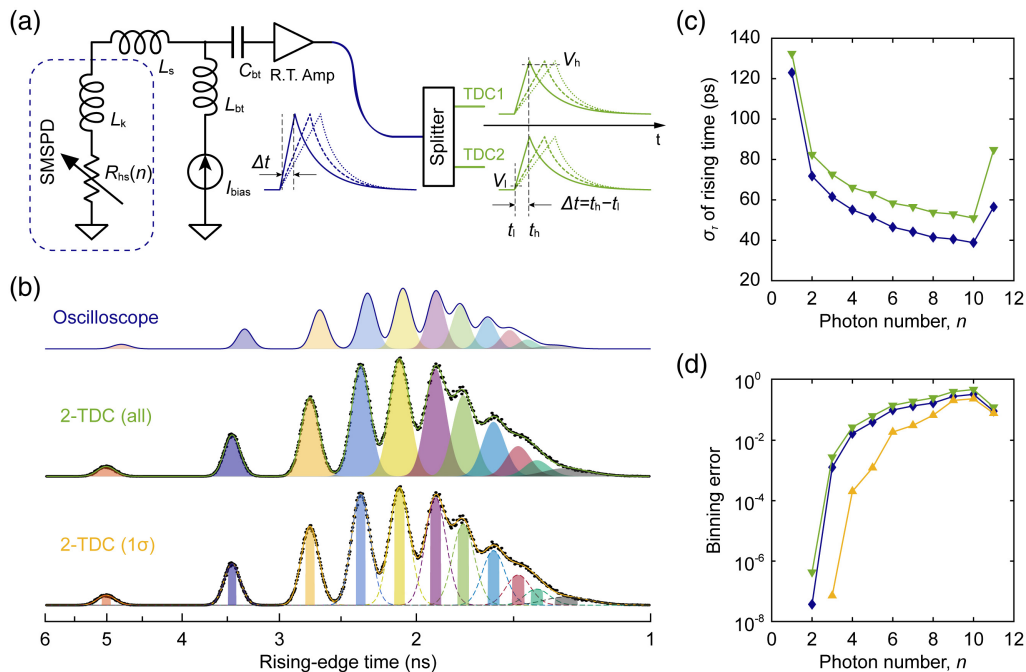 (a)
L_s
C_bt
R.T. Amp
L_k
L_bt
SMSPD
R_hs(n)
I_bias
Δt
Splitter
TDC1
TDC2
V_h
t
V_l
Δt=t_h−t_l
t_l t_h
(b)
Oscilloscope
2-TDC (all)
2-TDC (1σ)
6 5 4 3 2 1
Rising-edge time (ns)
(c)
σ_τ of rising time (ps)
140
120
100
80
60
40
20
0 2 4 6 8 10 12
Photon number, n
(d)
Binning error
10^0
10^-2
10^-4
10^-6
10^-8
0 2 4 6 8 10 12
Photon number, n